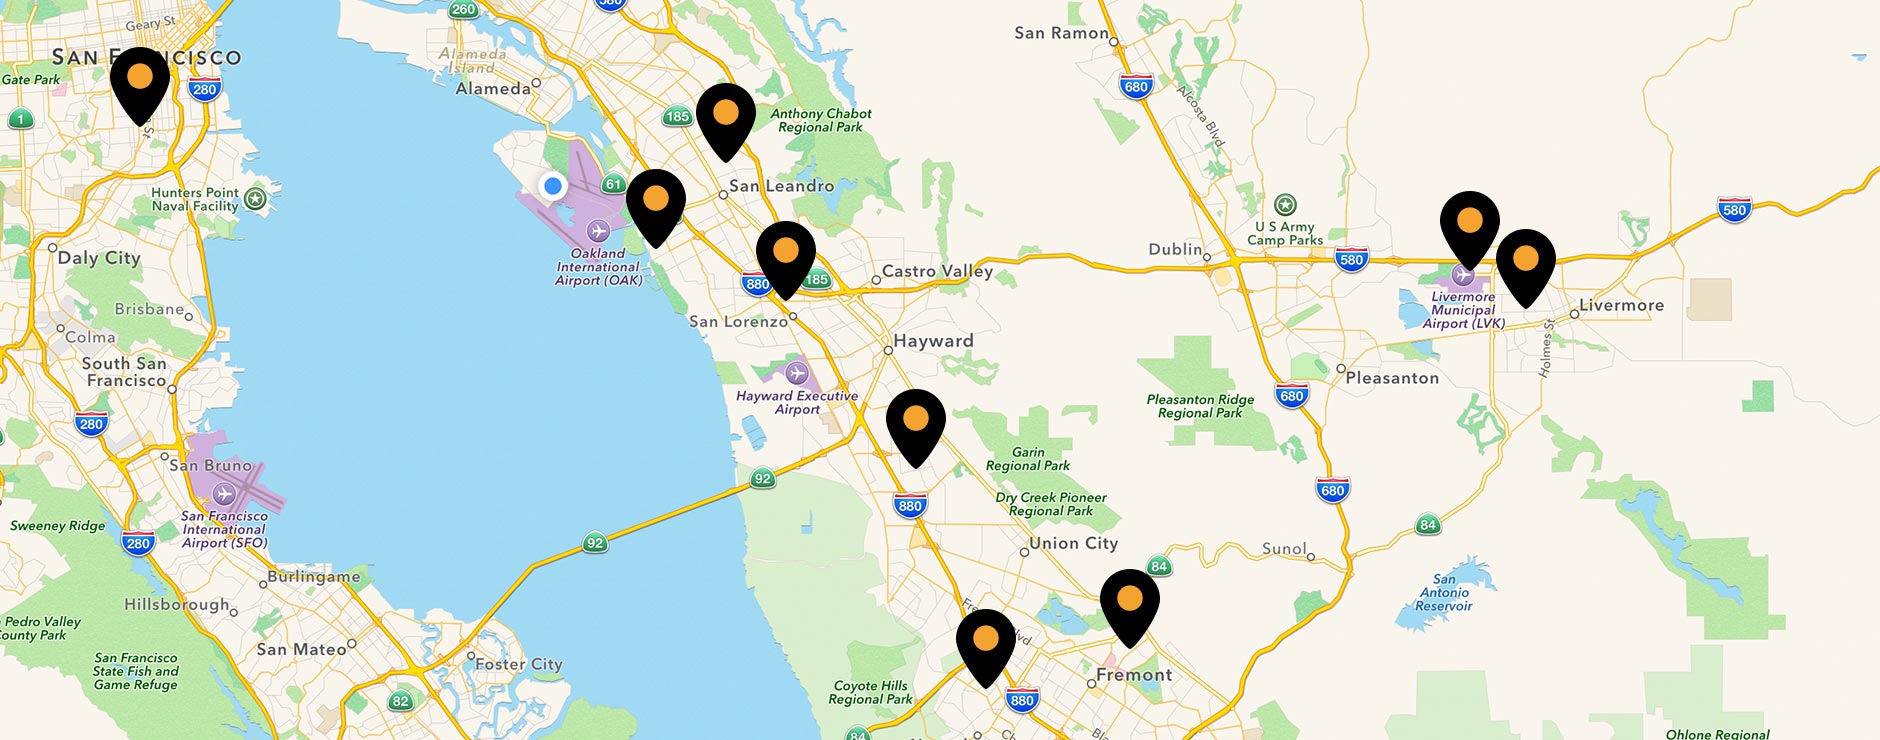 260
580
Geary St
SAN F
NCISCO
Gate Park
280
1
St
Hunters Point
Naval Facility
Daly City
Brisbane
Colma
South San
Francisco
280
San Bruno
San Francisco
International
Airport (SFO)
Sweeney Ridge
280
Burlingame
Hillsborough
Pedro Valley
County Park
San Mateo
San Francisco
State Fish and
Game Refuge
Foster City
82
92
92
Alameda
Island
Alameda
185
Anthony Chabot
Regional Park
61
San Leandro
Oakland
International
Airport (OAK)
880
185
Castro Valley
San Lorenzo
Hayward
Hayward Executive
Airport
Garin
Regional Park
Dry Creek Pioneer
Regional Park
880
Union City
84
Sunol
Fre
lvd
Fremont
880
Coyote Hills
Regional Park
84
San Ramon
680
Alcosta Blvd
Dublin
U S Army
Camp Parks
580
580
Livermore
Municipal
Airport (LVK)
Livermore
Holmes St
Pleasanton
680
Pleasanton Ridge
Regional Park
680
84
San
Antonio
Reservoir
Ohlone Regional